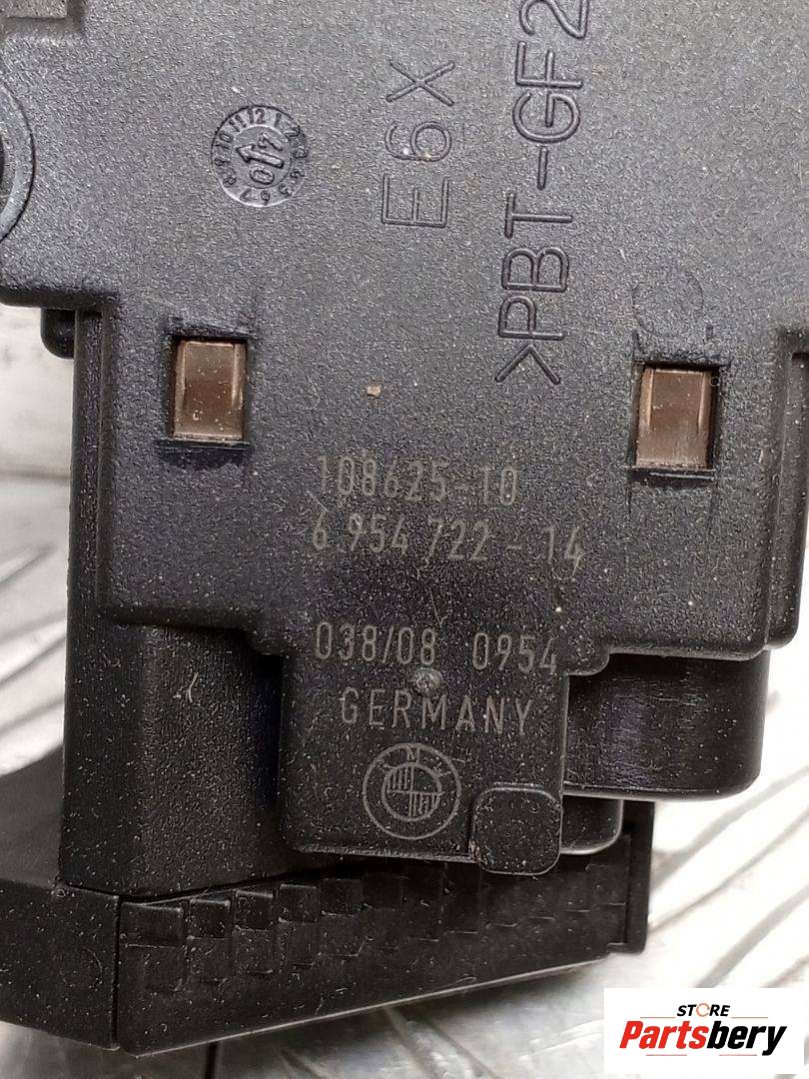 E6X
>PBT-GF2
108625-10
6 954 722 - 14
038/08 0954
GERMANY
STORE
Partsbery